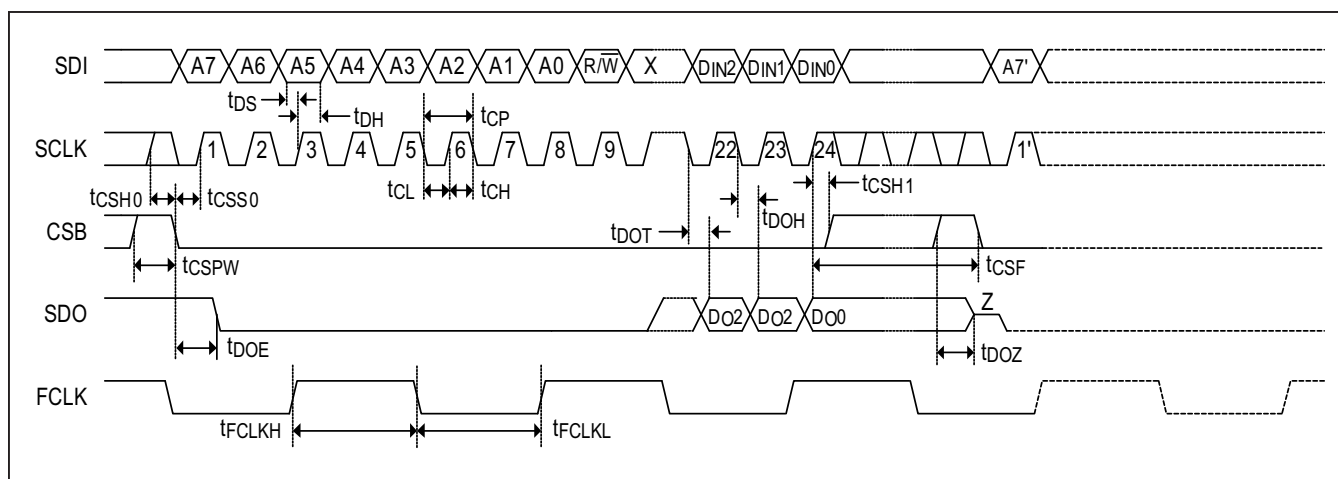 SDI A7 A6 A5 A4 A3 A2 A1 A0 R/W̅ X DIN2 DIN1 DIN0 A7'
tDS tDH tCP
SCLK 1 2 3 4 5 6 7 8 9 22 23 24 1'
tCSH0 tCSS0 tCL tCH tDOT tDOH tCSH1
CSB
tCSPW tCSF
SDO DO2 DO2 DO0 Z
tDOE tDOZ
FCLK
tFCLKH tFCLKL